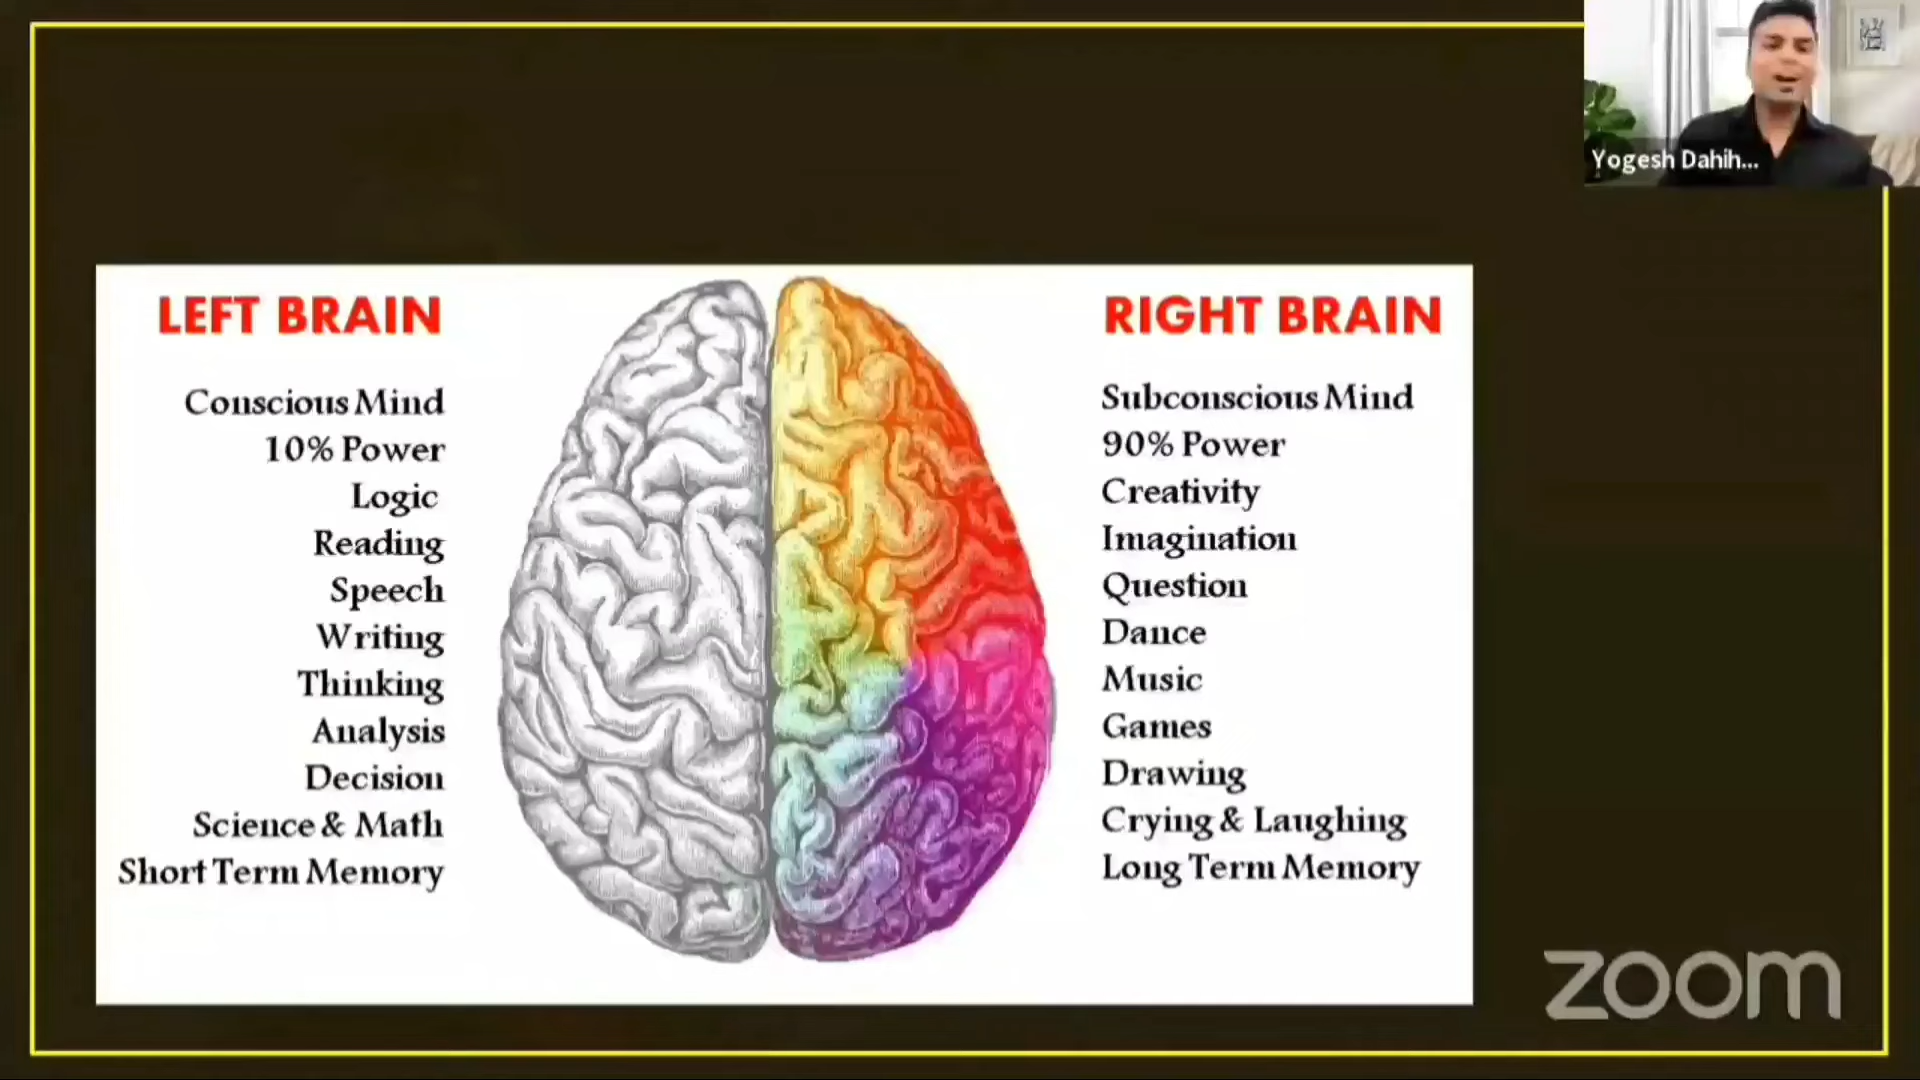 Yogesh Dahih...
LEFT BRAIN
Conscious Mind
10% Power
Logic
Reading
Speech
Writing
Thinking
Analysis
Decision
Science & Math
Short Term Memory
RIGHT BRAIN
Subconscious Mind
90% Power
Creativity
Imagination
Question
Dance
Music
Games
Drawing
Crying & Laughing
Long Term Memory
zoom